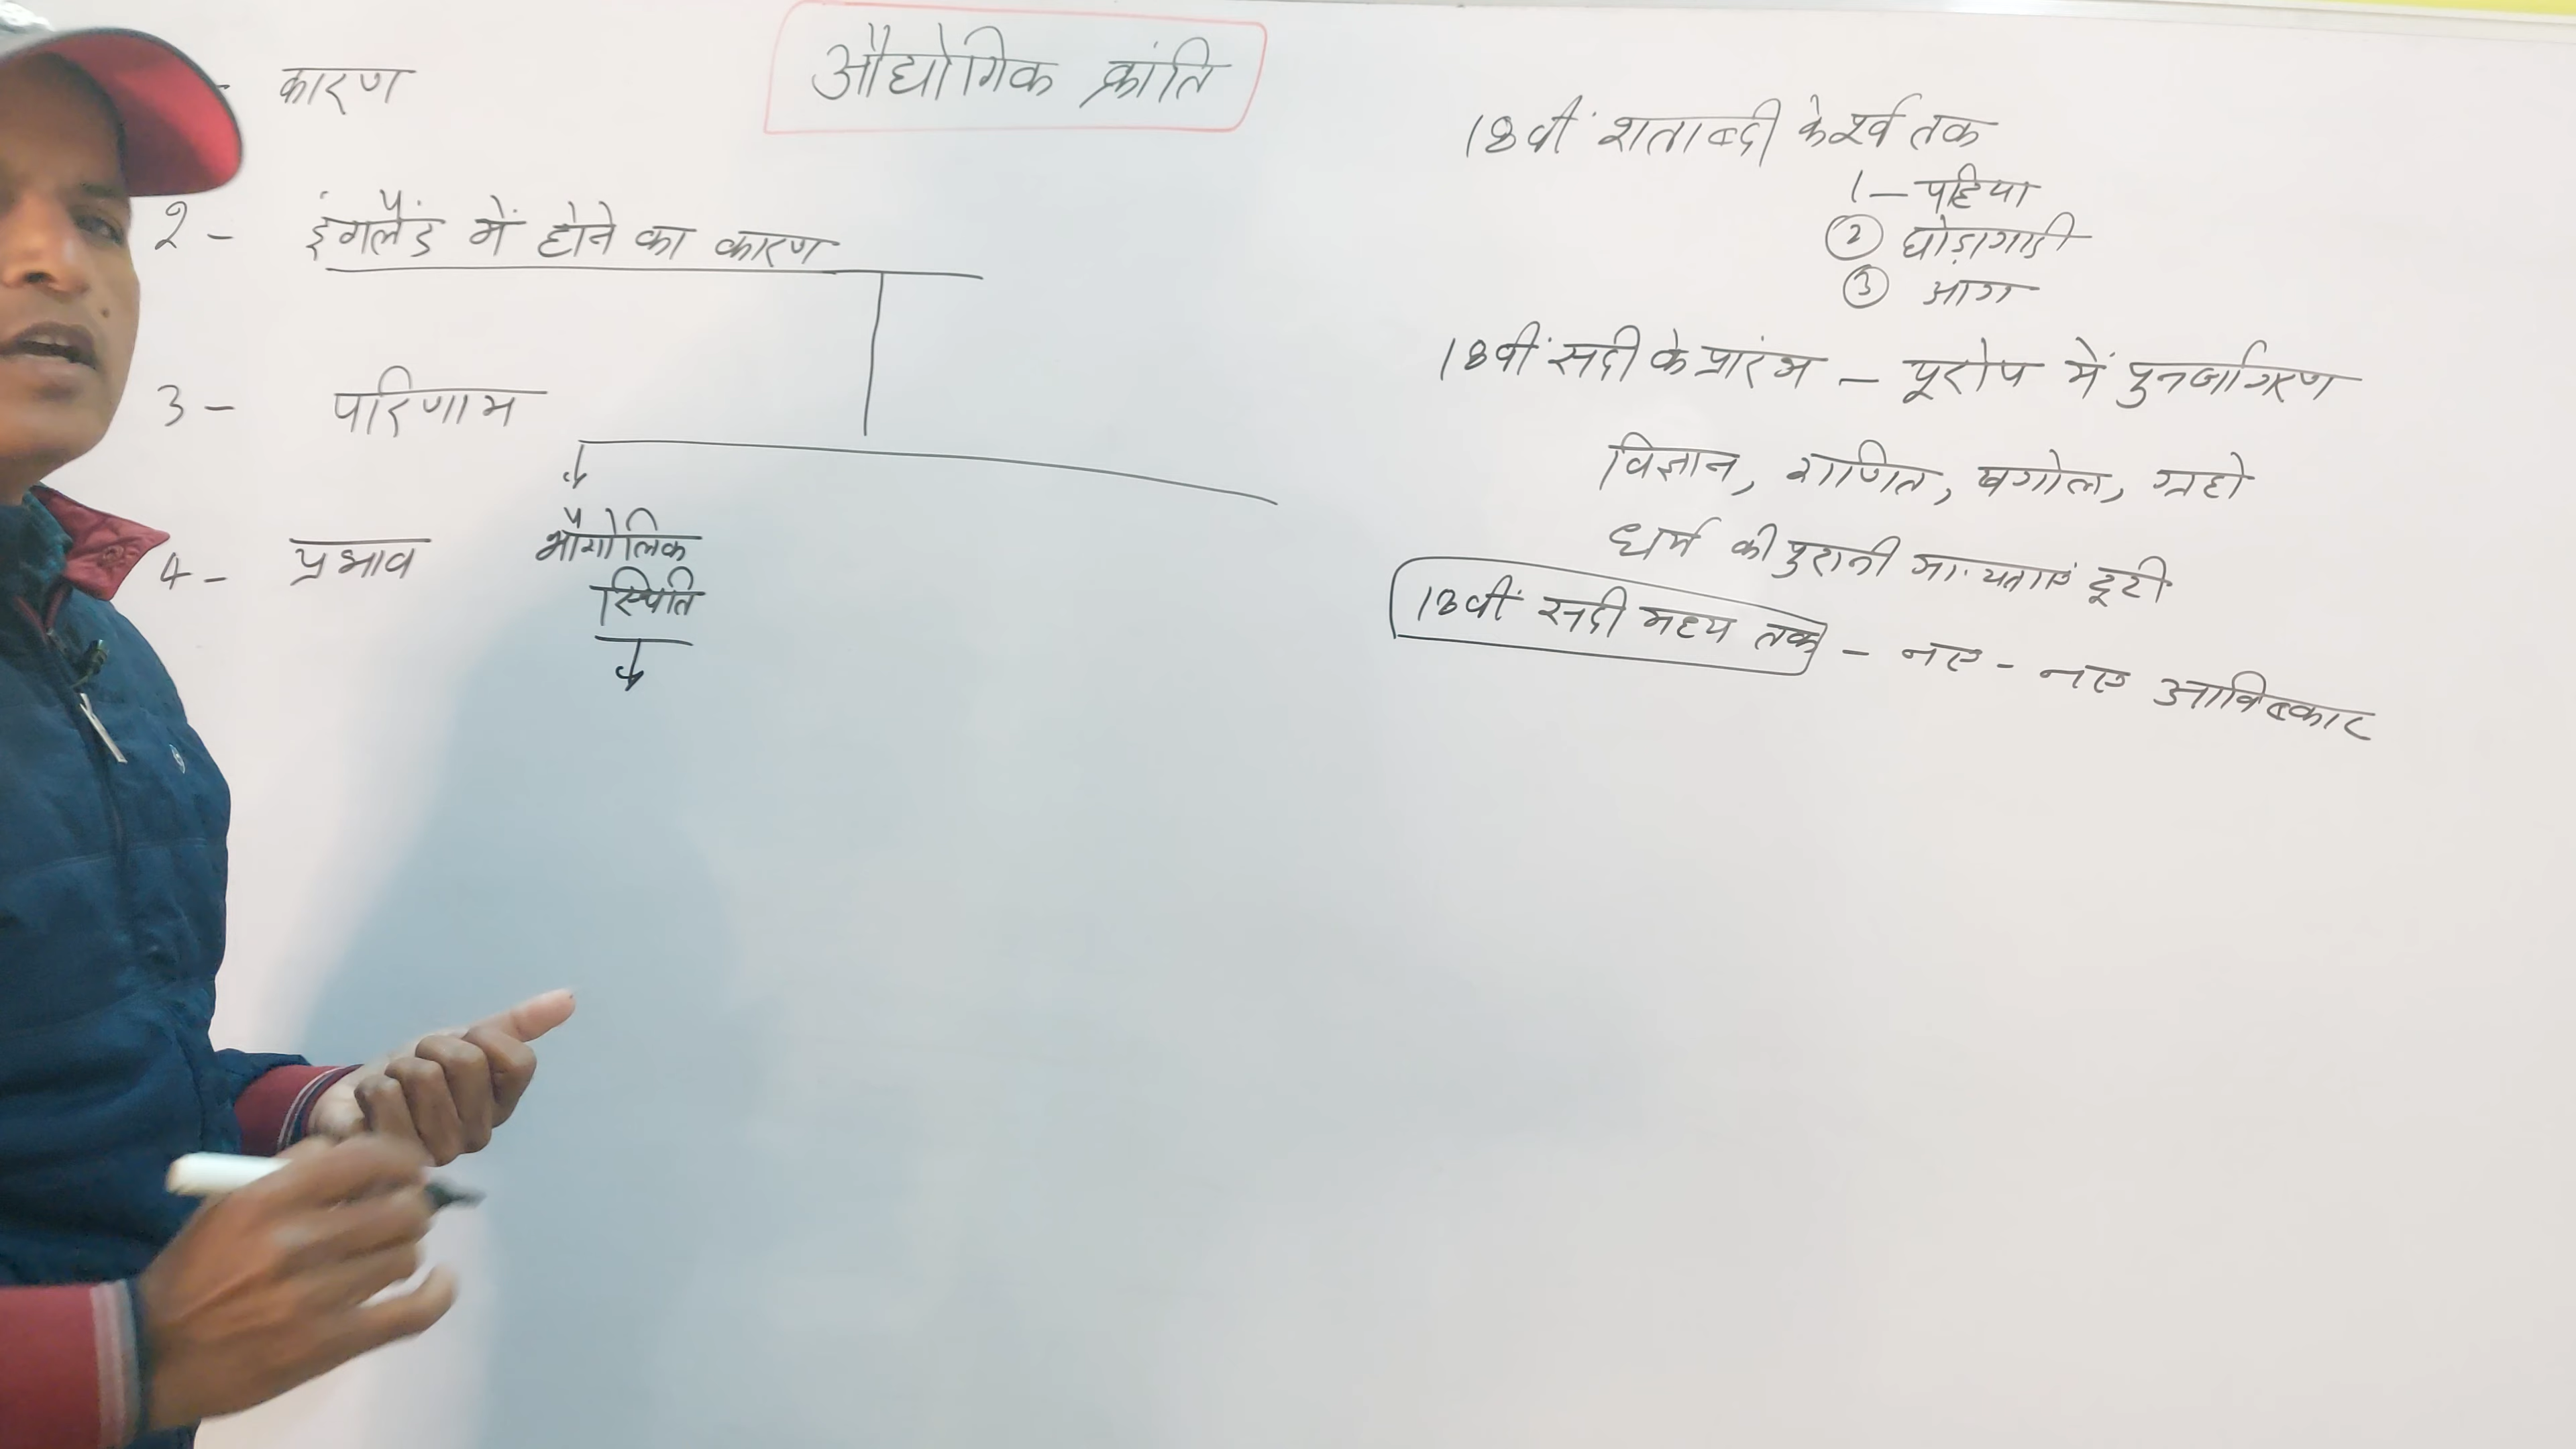 औद्योगिक क्रांति
- कारण
2 - इंगलैंड में होने का कारण
3 - परिणाम
4 - प्रभाव
भौगोलिक
स्थिति
18वीं शताब्दी के पूर्व तक
1 - पहिया
② घोड़ागाडी
③ आग
18वीं सदी के प्रारंभ - यूरोप में पुनर्जागरण
विज्ञान, गणित, खगोल, ग्रहो
धर्म की पुरानी मान्यताएं टूटी
18वीं सदी मध्य तक - नए - नए आविष्कार